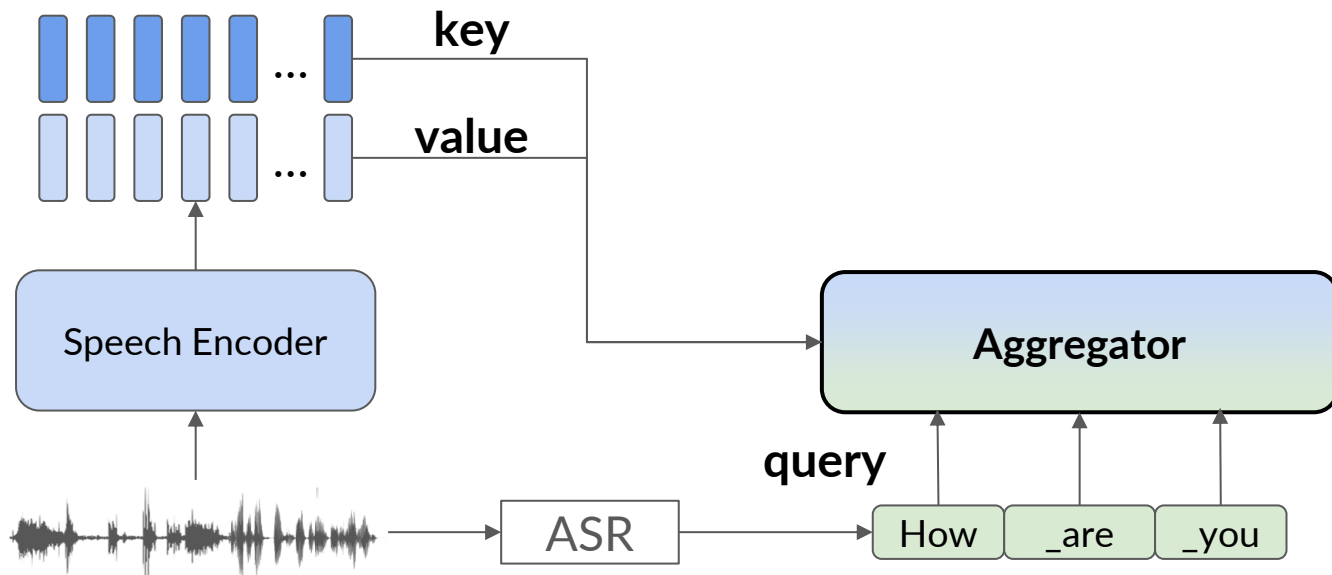 key
...
value
...
Speech Encoder
Aggregator
query
ASR
How _are _you